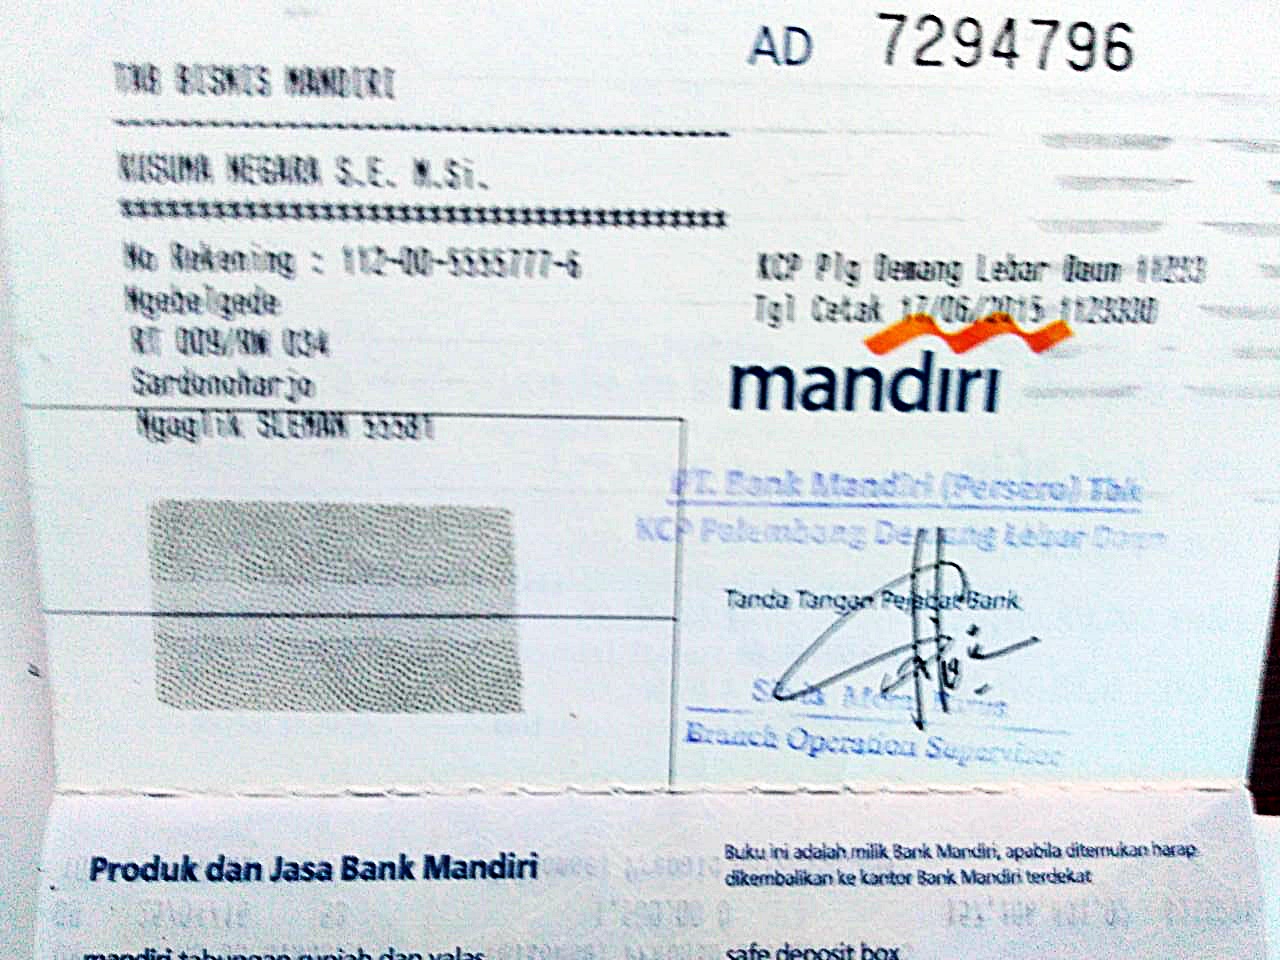 AD 7294796
TAB BISNIS MANDIRI
KUSUMA NEGARA S.E. M.Si.
No Rekening : 112-00-5555777-6
Ngebelgede
RT 009/RW 034
Sardonoharjo
Ngaglik SLEMAN 55581
KCP Plg Demang Lebar Daun 11253
Tgl Cetak 17/06/2015 1129330
mandiri
PT. Bank Mandiri (Persero) Tbk
KCP Palembang Demang Lebar Daun
Tanda Tangan Pejabat Bank
Branch Operation Supervisor
Produk dan Jasa Bank Mandiri
Buku ini adalah milik Bank Mandiri, apabila ditemukan harap
dikembalikan ke kantor Bank Mandiri terdekat
mandiri tabungan rupiah dan valas
safe deposit box